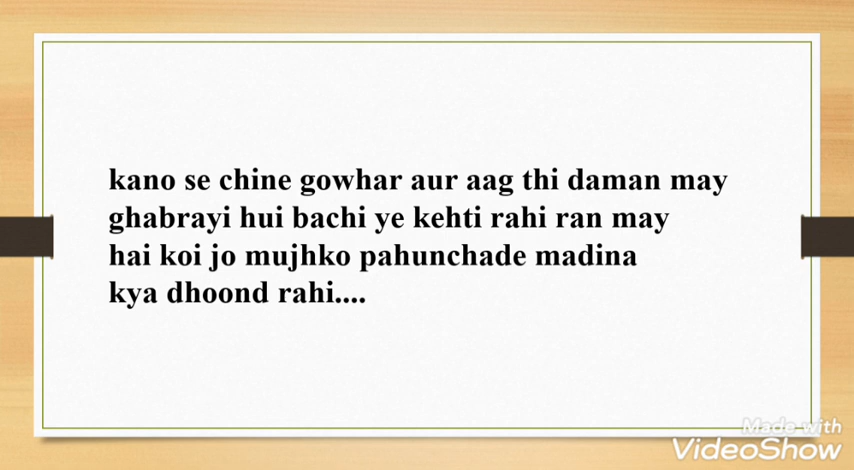 kano se chine gowhar aur aag thi daman may
ghabrayi hui bachi ye kehti rahi ran may
hai koi jo mujhko pahunchade madina
kya dhoond rahi....
Made with
VideoShow